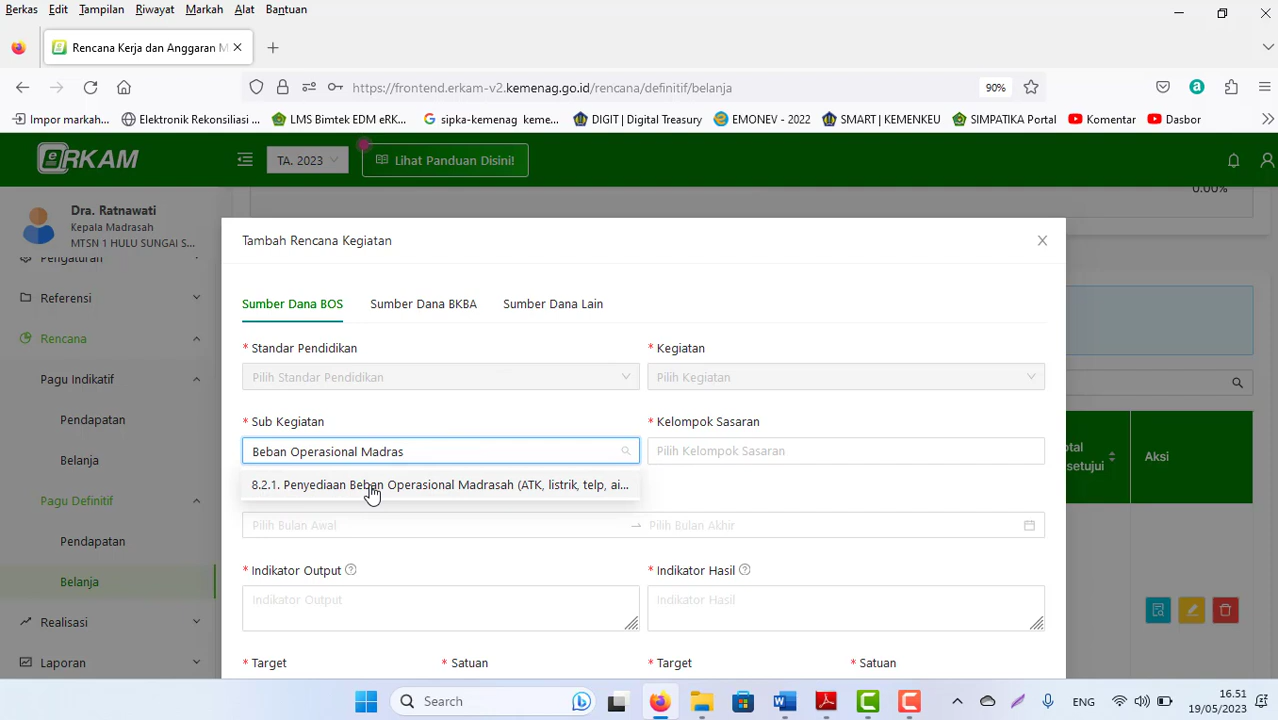 Berkas Edit Tampilan Riwayat Markah Alat Bantuan
Rencana Kerja dan Anggaran M
https://frontend.erkam-v2.kemenag.go.id/rencana/definitif/belanja
90%
Impor markah...
Elektronik Rekonsiliasi ...
LMS Bimtek EDM eRK...
sipka-kemenag keme...
DIGIT | Digital Treasury
EMONEV - 2022
SMART | KEMENKEU
SIMPATIKA Portal
Komentar
Dasbor
eRKAM
TA. 2023
Lihat Panduan Disini!
0.00%
Dra. Ratnawati
Kepala Madrasah
MTSN 1 HULU SUNGAI S...
Pengaturan
Referensi
Rencana
Pagu Indikatif
Pendapatan
Belanja
Pagu Definitif
Pendapatan
Belanja
Realisasi
Laporan
Tambah Rencana Kegiatan
Sumber Dana BOS
Sumber Dana BKBA
Sumber Dana Lain
* Standar Pendidikan
* Kegiatan
Pilih Standar Pendidikan
Pilih Kegiatan
* Sub Kegiatan
* Kelompok Sasaran
Beban Operasional Madras
Pilih Kelompok Sasaran
8.2.1. Penyediaan Beban Operasional Madrasah (ATK, listrik, telp, ai...
Pilih Bulan Awal
Pilih Bulan Akhir
* Indikator Output
* Indikator Hasil
Indikator Output
Indikator Hasil
* Target
* Satuan
* Target
* Satuan
Aksi
Search
ENG
16.51
19/05/2023